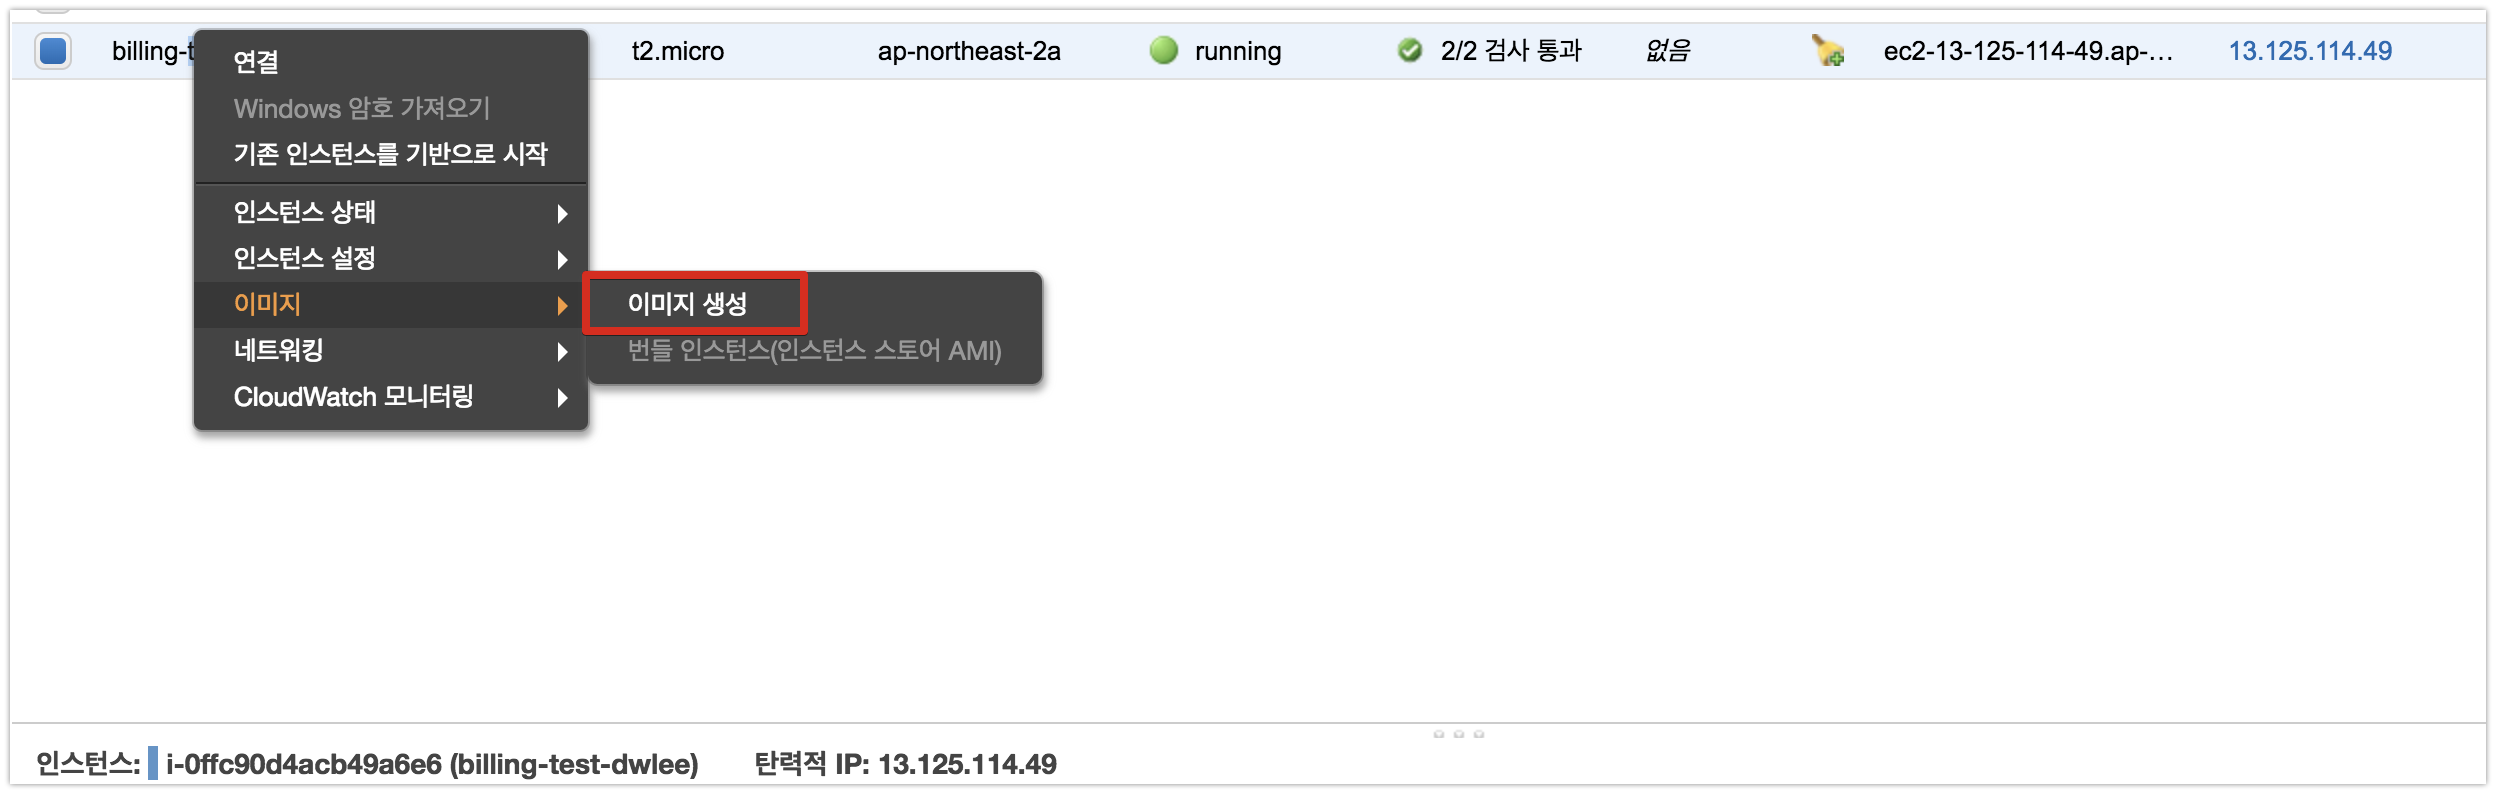 billing-t t2.micro ap-northeast-2a running 2/2 검사 통과 없음 ec2-13-125-114-49.ap-... 13.125.114.49
연결
Windows 암호 가져오기
기존 인스턴스를 기반으로 시작
인스턴스 상태
인스턴스 설정
이미지
이미지 생성
네트워킹
번들 인스턴스(인스턴스 스토어 AMI)
CloudWatch 모니터링
인스턴스: i-0ffc90d4acb49a6e6 (billing-test-dwlee) 탄력적 IP: 13.125.114.49